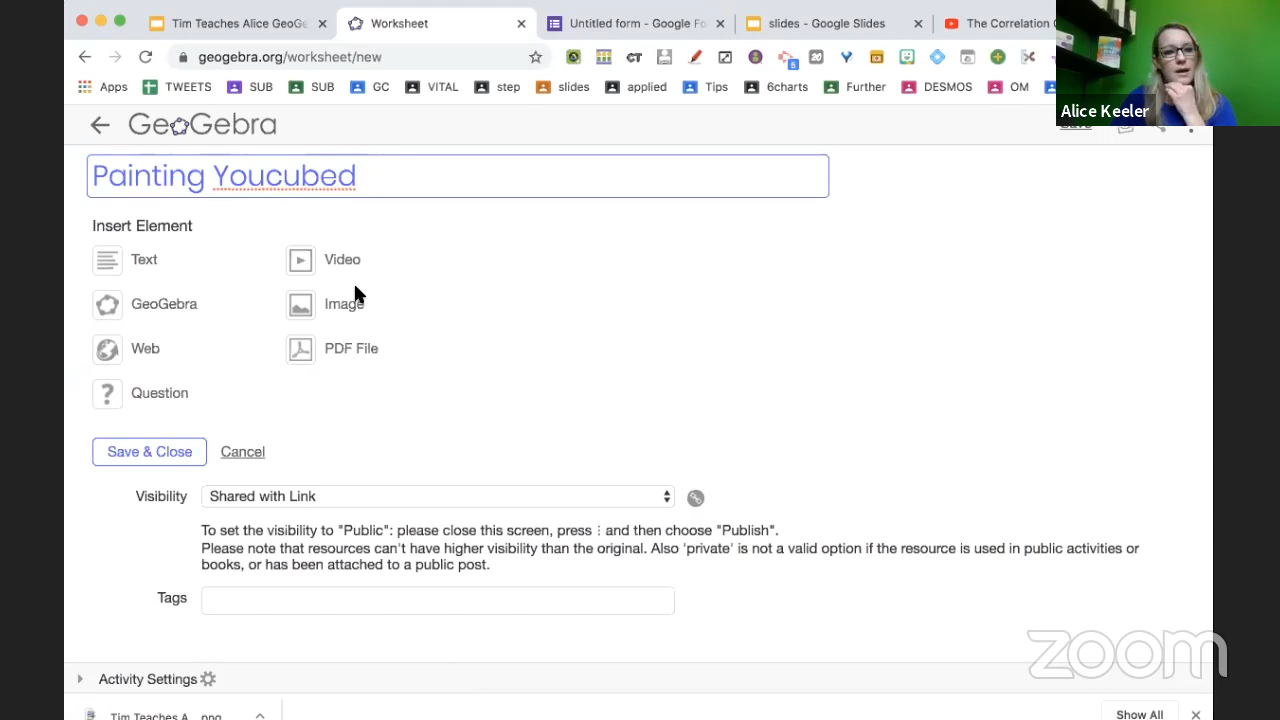 Tim Teaches Alice GeoGe
Worksheet
Untitled form - Google Fo
slides - Google Slides
The Correlation C
geogebra.org/worksheet/new
Apps TWEETS SUB SUB GC VITAL step slides applied Tips 6charts Further DESMOS OM
Alice Keeler
GeoGebra
Save
Painting Youcubed
Insert Element
Text Video
GeoGebra Image
Web PDF File
Question
Save & Close Cancel
Visibility Shared with Link
To set the visibility to "Public": please close this screen, press ⋮ and then choose "Publish".
Please note that resources can't have higher visibility than the original. Also 'private' is not a valid option if the resource is used in public activities or
books, or has been attached to a public post.
Tags
zoom
Activity Settings
Tim Teaches A....png
Show All